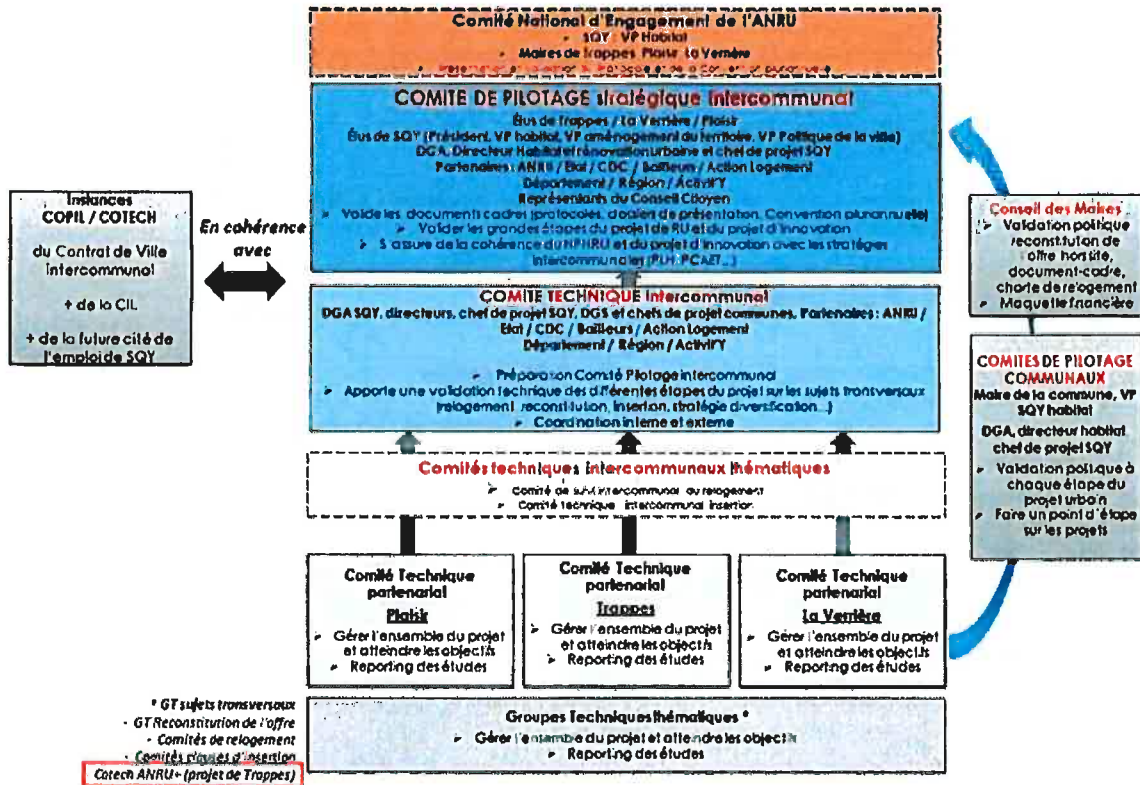 Comité National d'Engagement de l'ANRU
➢ SQY : VP Habitat
➢ Maires de Trappes, Plaisir, La Verrière
➢ Présentation et validation du Protocole et de la Convention pluriannuelle
COMITE DE PILOTAGE stratégique Intercommunal
Élus de Trappes / La Verrière / Plaisir
Élus de SQY (Président, VP habitat, VP aménagement du territoire, VP Politique de la ville)
DGA, Directeur Habitat et rénovation urbaine et chef de projet SQY
Partenaires : ANRU / Etat / CDC / Bailleurs / Action Logement
Département / Région / ActivitY
Représentants du Conseil Citoyen
➢ Valide les documents cadres (protocoles, dossier de présentation, Convention pluriannuelle)
➢ Valider les grandes étapes du projet de RU et du projet d'innovation
➢ S'assure de la cohérence du NPNRU et du projet d'innovation avec les stratégies
intercommunales (PLH, PCAET...)
Instances
COPIL / COTECH
du Contrat de Ville
Intercommunal
+ de la CIL
+ de la future cité de
l'emploi de SQY
En cohérence
avec
Conseil des Maires
➢ Validation politique
reconstitution de
offre hors site,
document-cadre,
charte de relogement
➢ Maquette financière
COMITE TECHNIQUE Intercommunal
DGA SQY, directeurs, chef de projet SQY, DGS et chefs de projet communes, Partenaires : ANRU /
Etat / CDC / Bailleurs / Action Logement
Département / Région / ActivitY
➢ Préparation Comité Pilotage intercommunal
➢ Apporte une validation technique des différentes étapes du projet sur les sujets transversaux
(relogement, reconstitution, insertion, stratégie diversification...)
➢ Coordination interne et externe
COMITES DE PILOTAGE
COMMUNAUX
Maire de la commune, VP
SQY habitat
DGA, directeur habitat,
chef de projet SQY
➢ Validation politique à
chaque étape du
projet urbain
➢ Faire un point d'étape
sur les projets
Comités techniques intercommunaux thématiques
➢ Comité de suivi intercommunal du relogement
➢ Comité technique intercommunal insertion
Comité Technique
partenarial
Plaisir
➢ Gérer l'ensemble du projet
et atteindre les objectifs
➢ Reporting des études
Comité Technique
partenarial
Trappes
➢ Gérer l'ensemble du projet
et atteindre les objectifs
➢ Reporting des études
Comité Technique
partenarial
La Verrière
➢ Gérer l'ensemble du projet
et atteindre les objectifs
➢ Reporting des études
* GT sujets transversaux
- GT Reconstitution de l'offre
- Comités de relogement
- Comités clauses d'insertion
Cotech ANRU+ (projet de Trappes)
Groupes Techniques thématiques *
➢ Gérer l'ensemble du projet et atteindre les objectifs
➢ Reporting des études